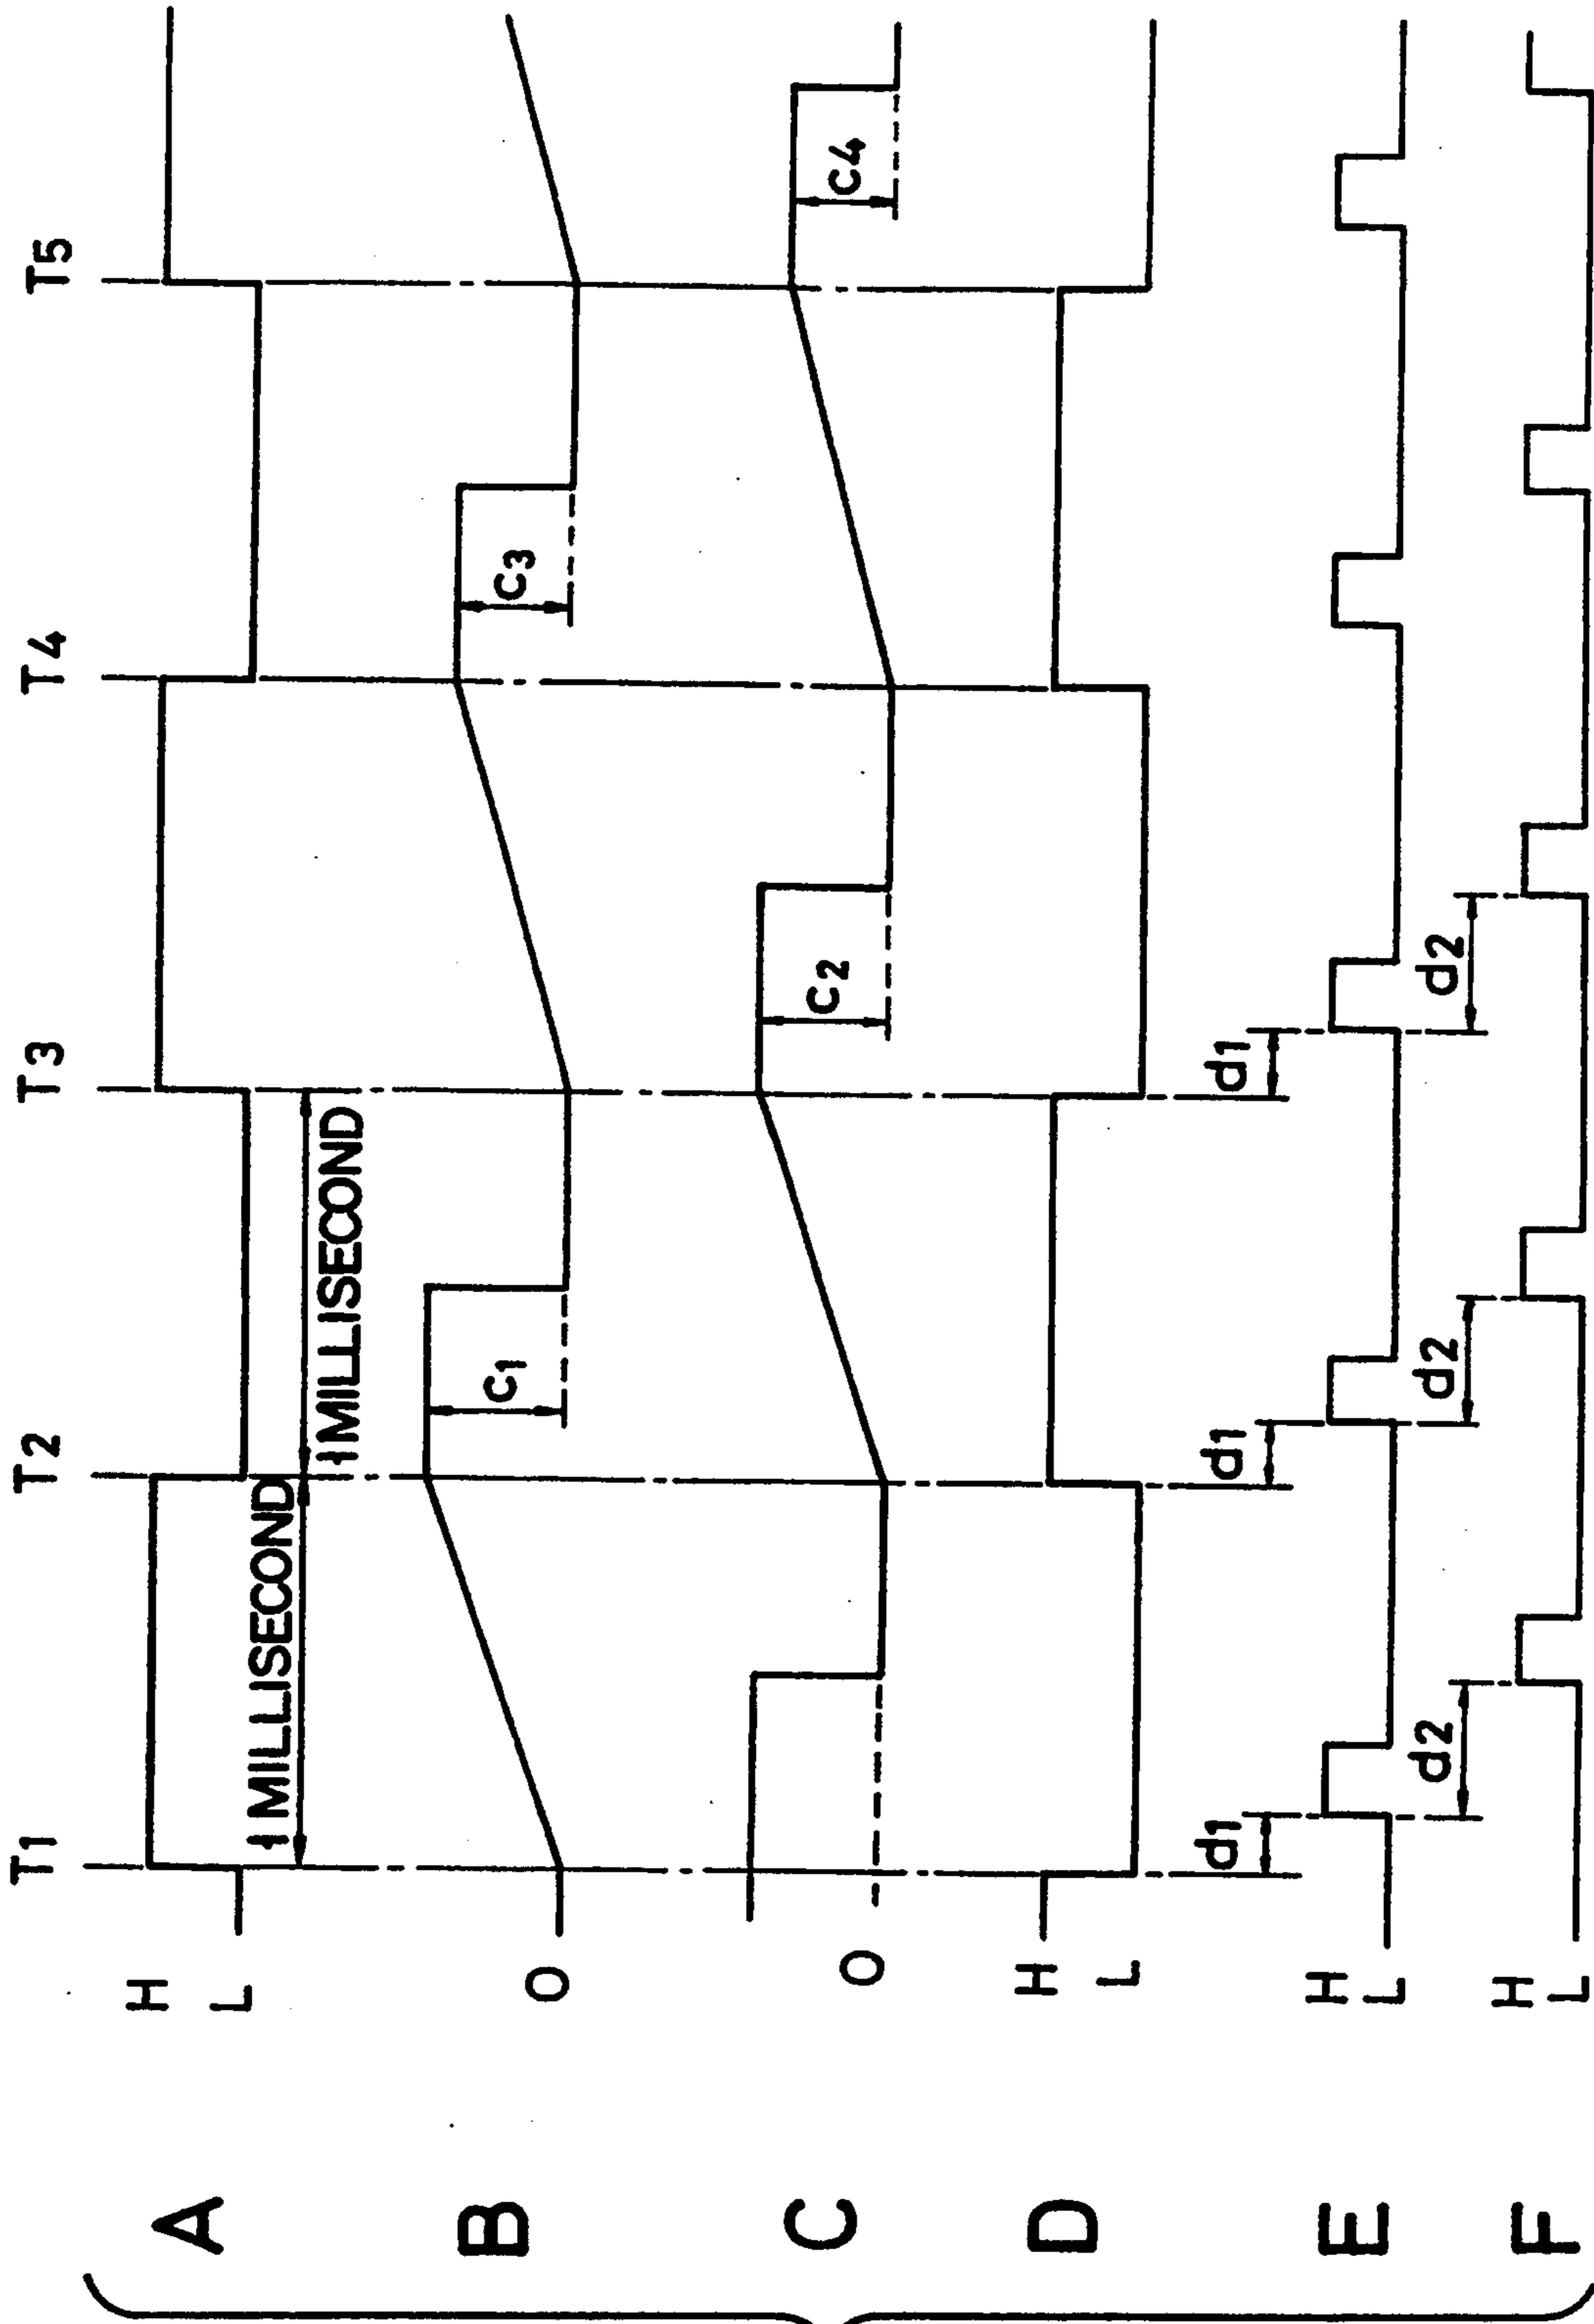 T1 T2 T3 T4 T5
A H L
1 MILLISECOND 1 MILLISECOND
B O c1 c3
C O c2 c4
D H L
d1 d1 d1
E H L
d2 d2 d2
F H L